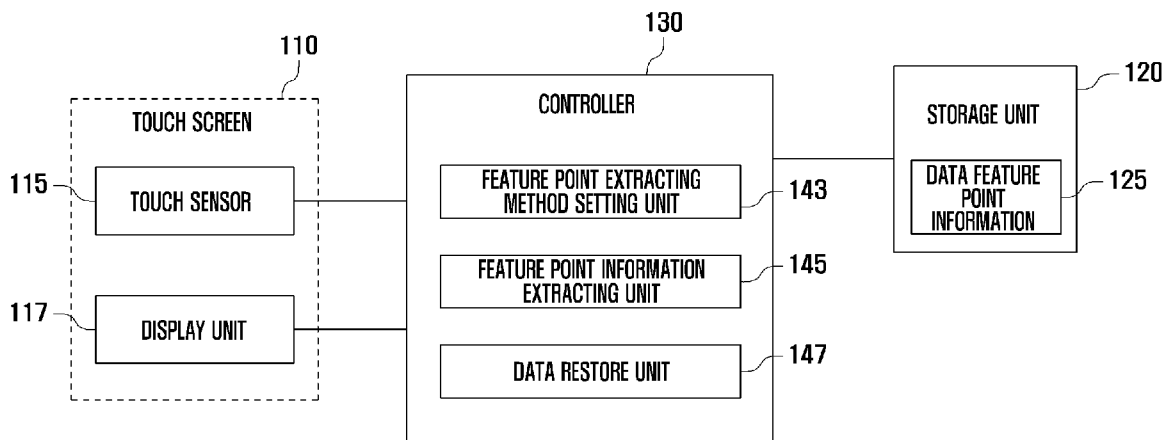 130
110
120
CONTROLLER
TOUCH SCREEN
STORAGE UNIT
115
TOUCH SENSOR
FEATURE POINT EXTRACTING
METHOD SETTING UNIT
143
DATA FEATURE
POINT
INFORMATION
125
FEATURE POINT INFORMATION
EXTRACTING UNIT
145
117
DISPLAY UNIT
DATA RESTORE UNIT
147